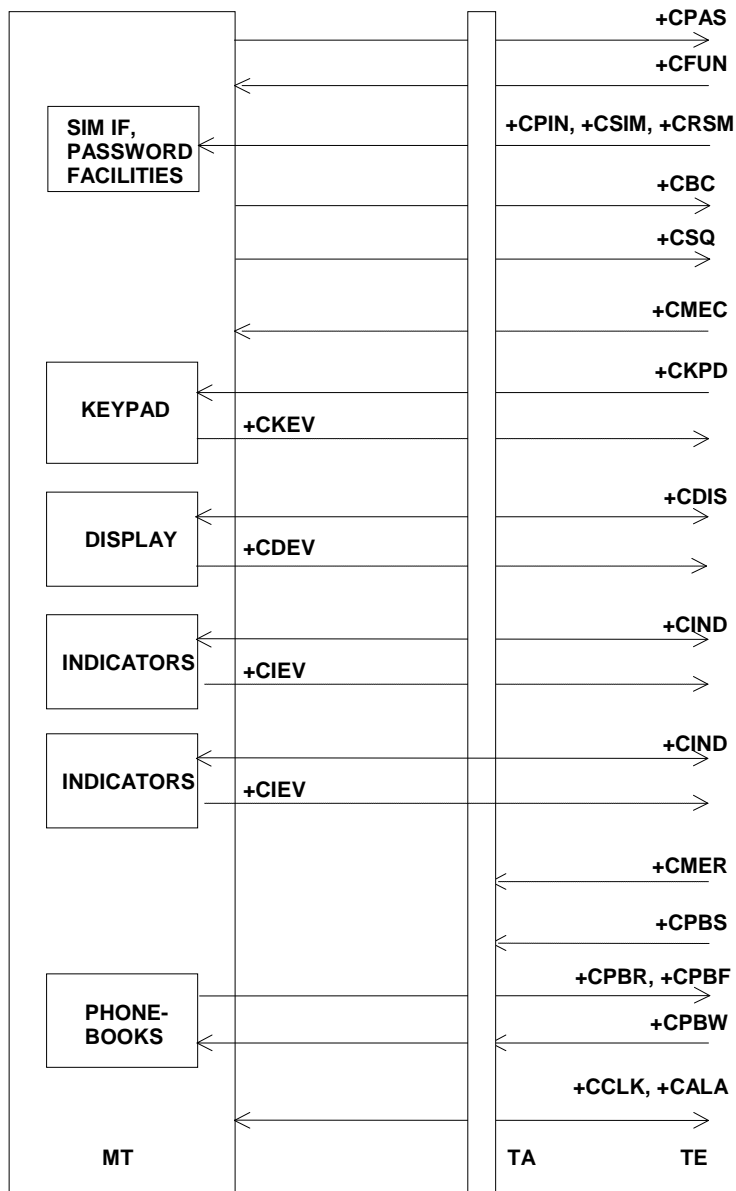 +CPAS
+CFUN
SIM IF,
PASSWORD
FACILITIES
+CPIN, +CSIM, +CRSM
+CBC
+CSQ
+CMEC
+CKPD
KEYPAD
+CKEV
+CDIS
DISPLAY
+CDEV
+CIND
INDICATORS
+CIEV
+CIND
INDICATORS
+CIEV
+CMER
+CPBS
+CPBR, +CPBF
PHONE-
BOOKS
+CPBW
+CCLK, +CALA
MT TA TE